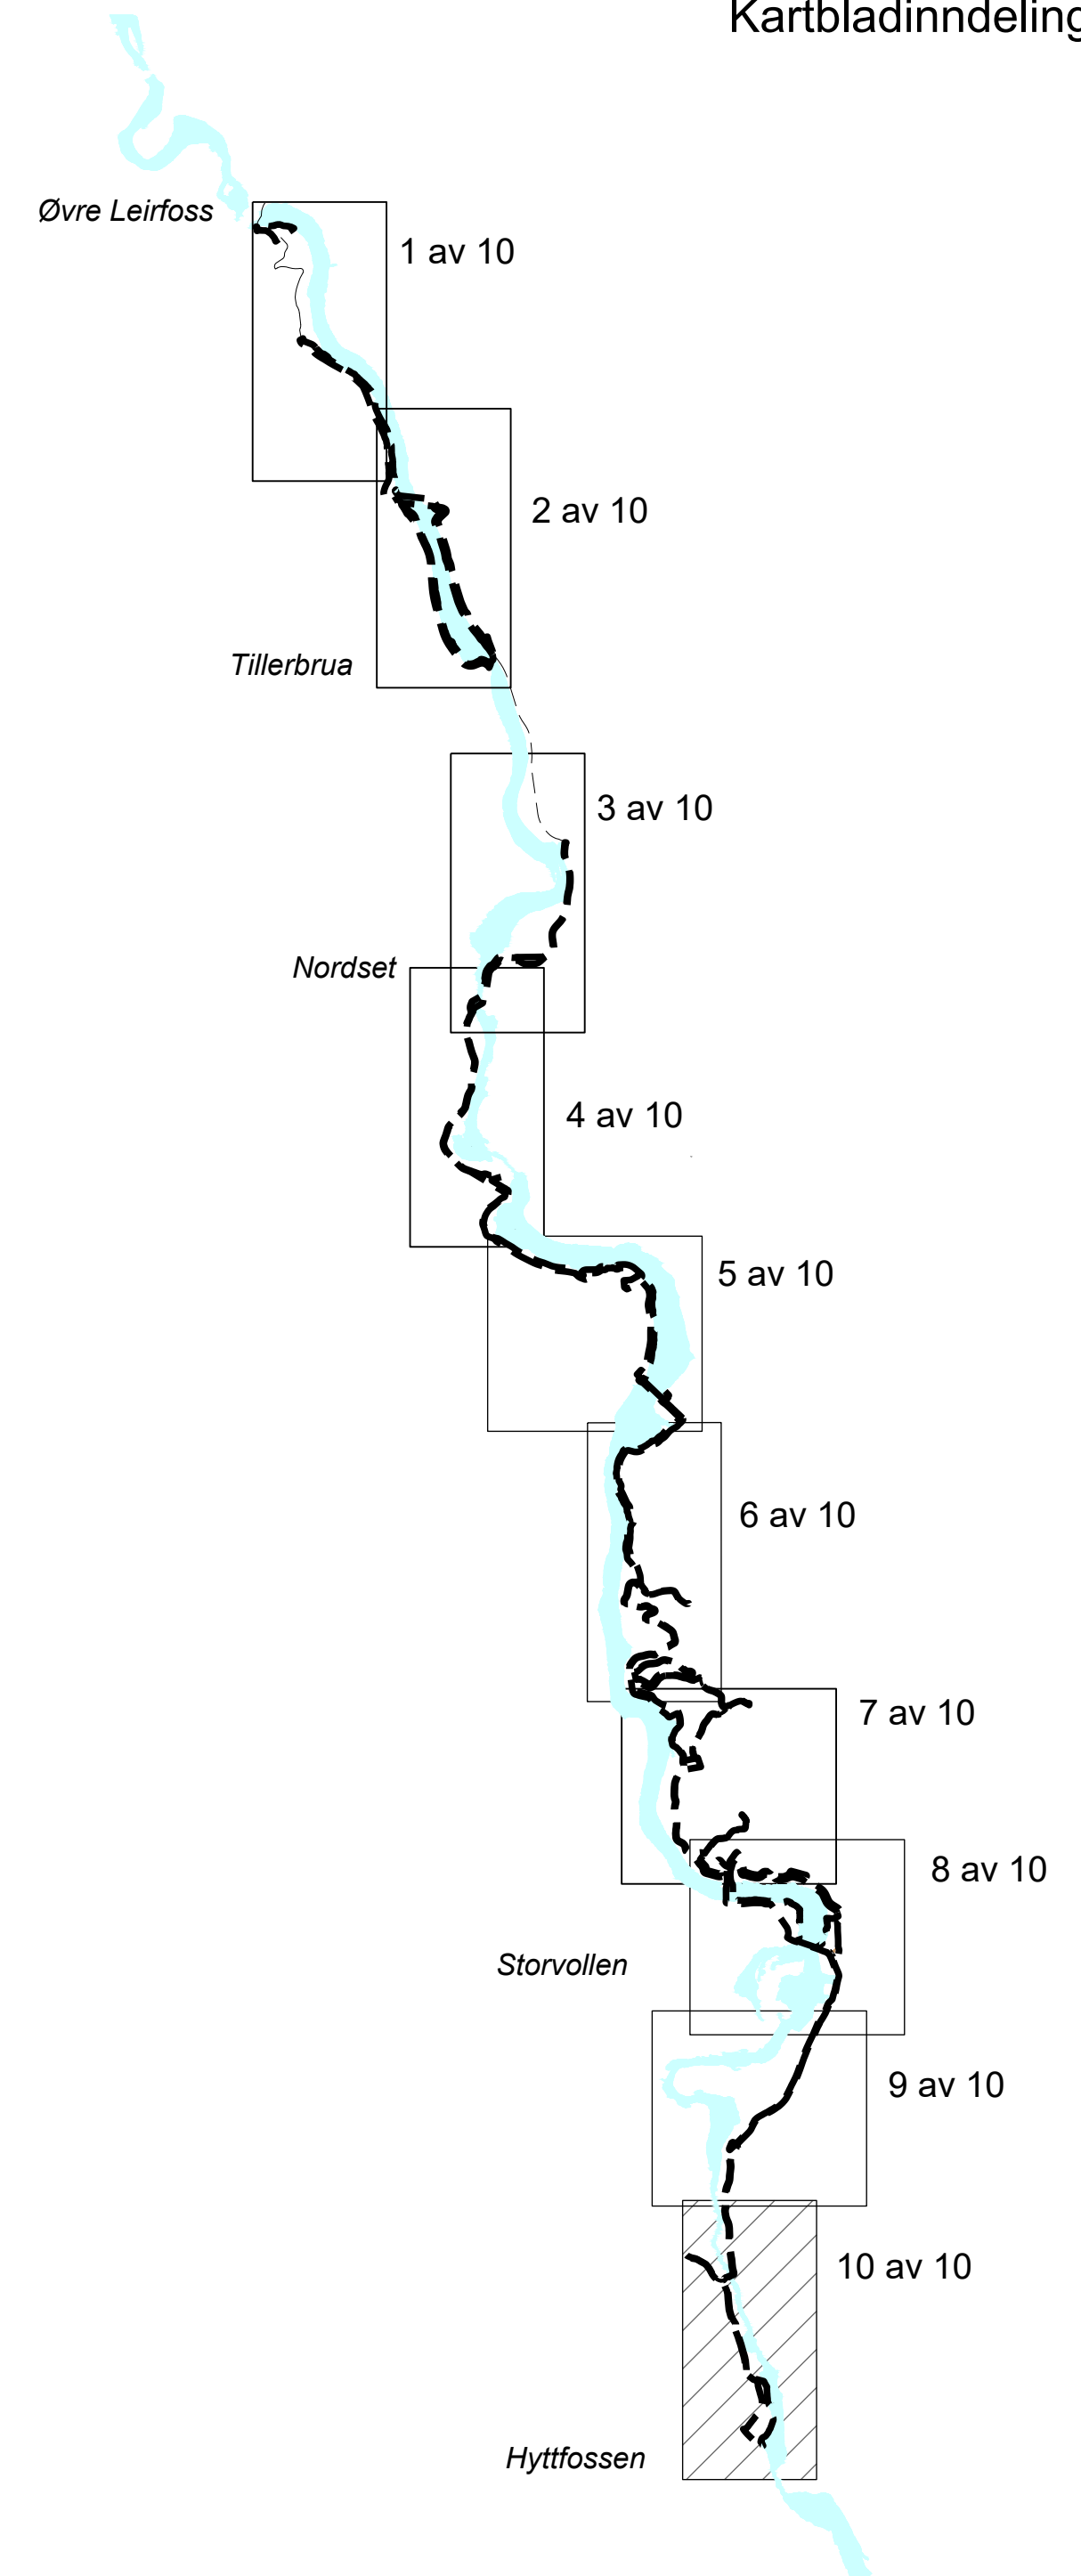 Kartbladinndeling
Øvre Leirfoss
1 av 10
2 av 10
Tillerbrua
3 av 10
Nordset
4 av 10
5 av 10
6 av 10
7 av 10
8 av 10
Storvollen
9 av 10
10 av 10
Hyttfossen